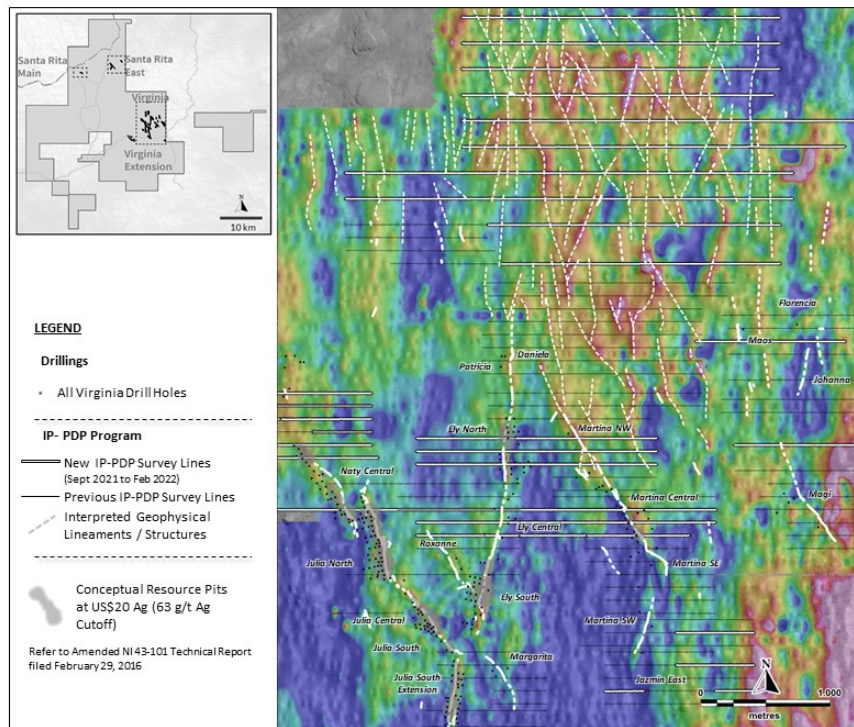 Santa Rita
Main
Santa Rita
East
Virginia
Virginia
Extension
N
10 km
LEGEND
Drillings
All Virginia Drill Holes
IP- PDP Program
New IP-PDP Survey Lines
(Sept 2021 to Feb 2022)
Previous IP-PDP Survey Lines
Interpreted Geophysical
Lineaments / Structures
Conceptual Resource Pits
at US$20 Ag (63 g/t Ag
Cutoff)
Refer to Amended NI 43-101 Technical Report
filed February 29, 2016
Florencia
Maos
Daniela
Patricia
Johanna
Ely North
Martina NW
Naty Central
Martina Central
Magi
Ely Central
Roxanne
Julia North
Martina SE
Ely South
Julia Central
Martina SW
Julia South
Margarita
Julia South
Extension
Jazmin East
N
0
1.000
metres